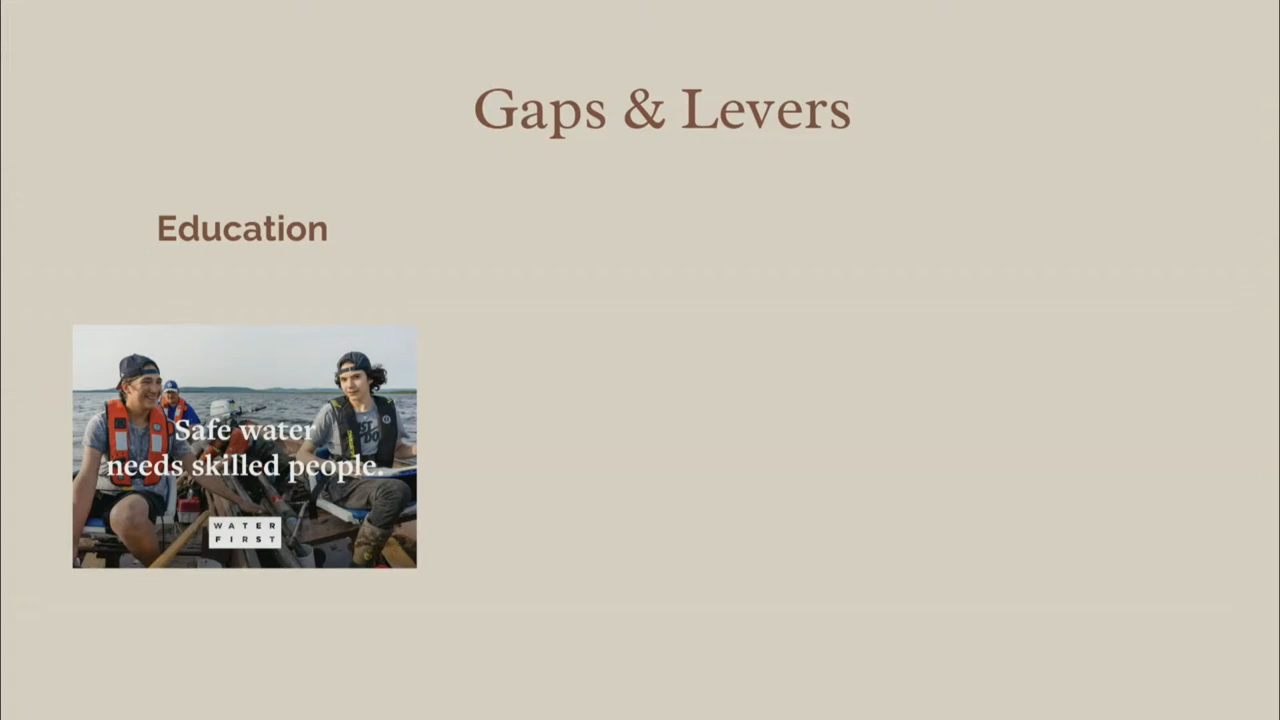 Gaps & Levers
Education
Safe water
needs skilled people.
WATER
FIRST